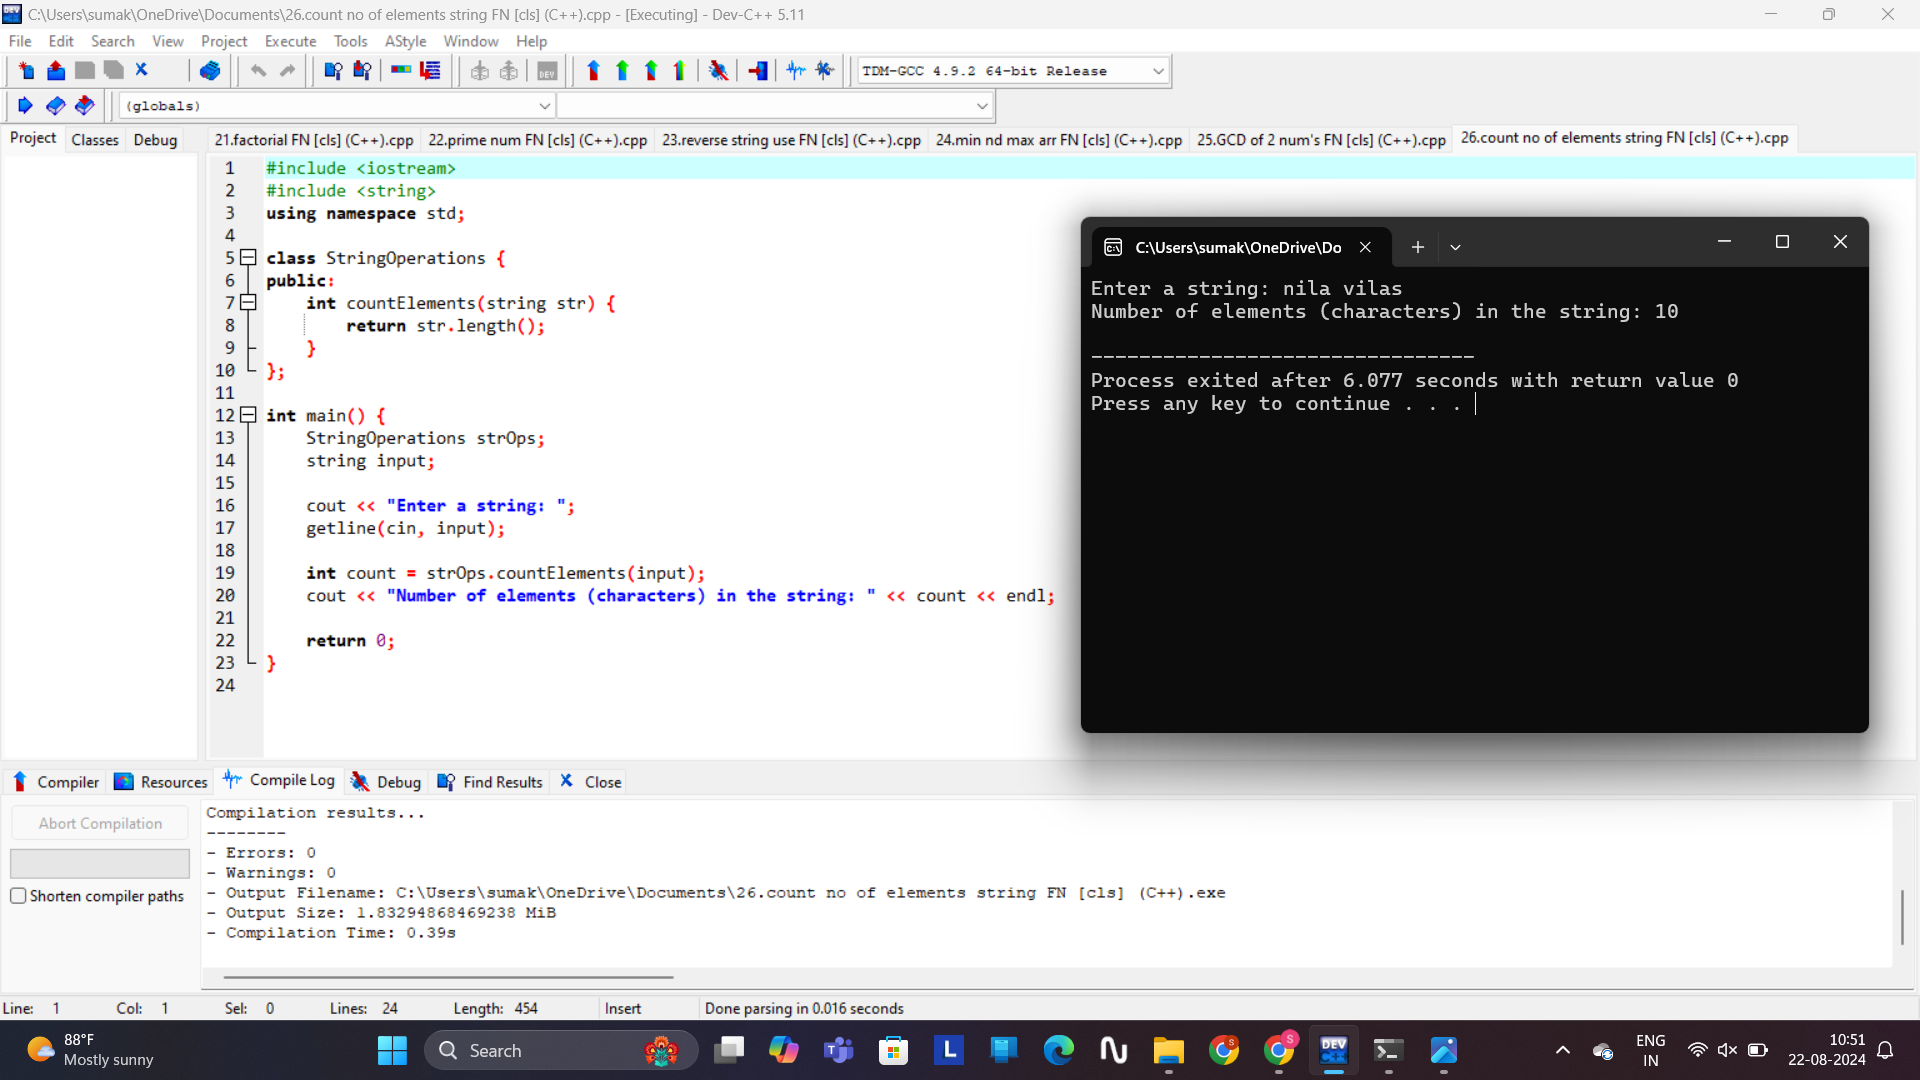 C:\Users\sumak\OneDrive\Documents\26.count no of elements string FN [cls] (C++).cpp - [Executing] - Dev-C++ 5.11
File Edit Search View Project Execute Tools AStyle Window Help
TDM-GCC 4.9.2 64-bit Release
(globals)
Project Classes Debug
21.factorial FN [cls] (C++).cpp 22.prime num FN [cls] (C++).cpp 23.reverse string use FN [cls] (C++).cpp 24.min nd max arr FN [cls] (C++).cpp 25.GCD of 2 num's FN [cls] (C++).cpp 26.count no of elements string FN [cls] (C++).cpp
1 #include <iostream>
2 #include <string>
3 using namespace std;
4
5 class StringOperations {
6 public:
7 int countElements(string str) {
8 return str.length();
9 }
10 };
11
12 int main() {
13 StringOperations strOps;
14 string input;
15
16 cout << "Enter a string: ";
17 getline(cin, input);
18
19 int count = strOps.countElements(input);
20 cout << "Number of elements (characters) in the string: " << count << endl;
21
22 return 0;
23 }
24
C:\Users\sumak\OneDrive\Do
Enter a string: nila vilas
Number of elements (characters) in the string: 10
--------------------------------
Process exited after 6.077 seconds with return value 0
Press any key to continue . . .
Compiler Resources Compile Log Debug Find Results Close
Abort Compilation
Shorten compiler paths
Compilation results...
--------
- Errors: 0
- Warnings: 0
- Output Filename: C:\Users\sumak\OneDrive\Documents\26.count no of elements string FN [cls] (C++).exe
- Output Size: 1.83294868469238 MiB
- Compilation Time: 0.39s
Line: 1 Col: 1 Sel: 0 Lines: 24 Length: 454 Insert Done parsing in 0.016 seconds
88°F
Mostly sunny
Search
ENG
IN
10:51
22-08-2024